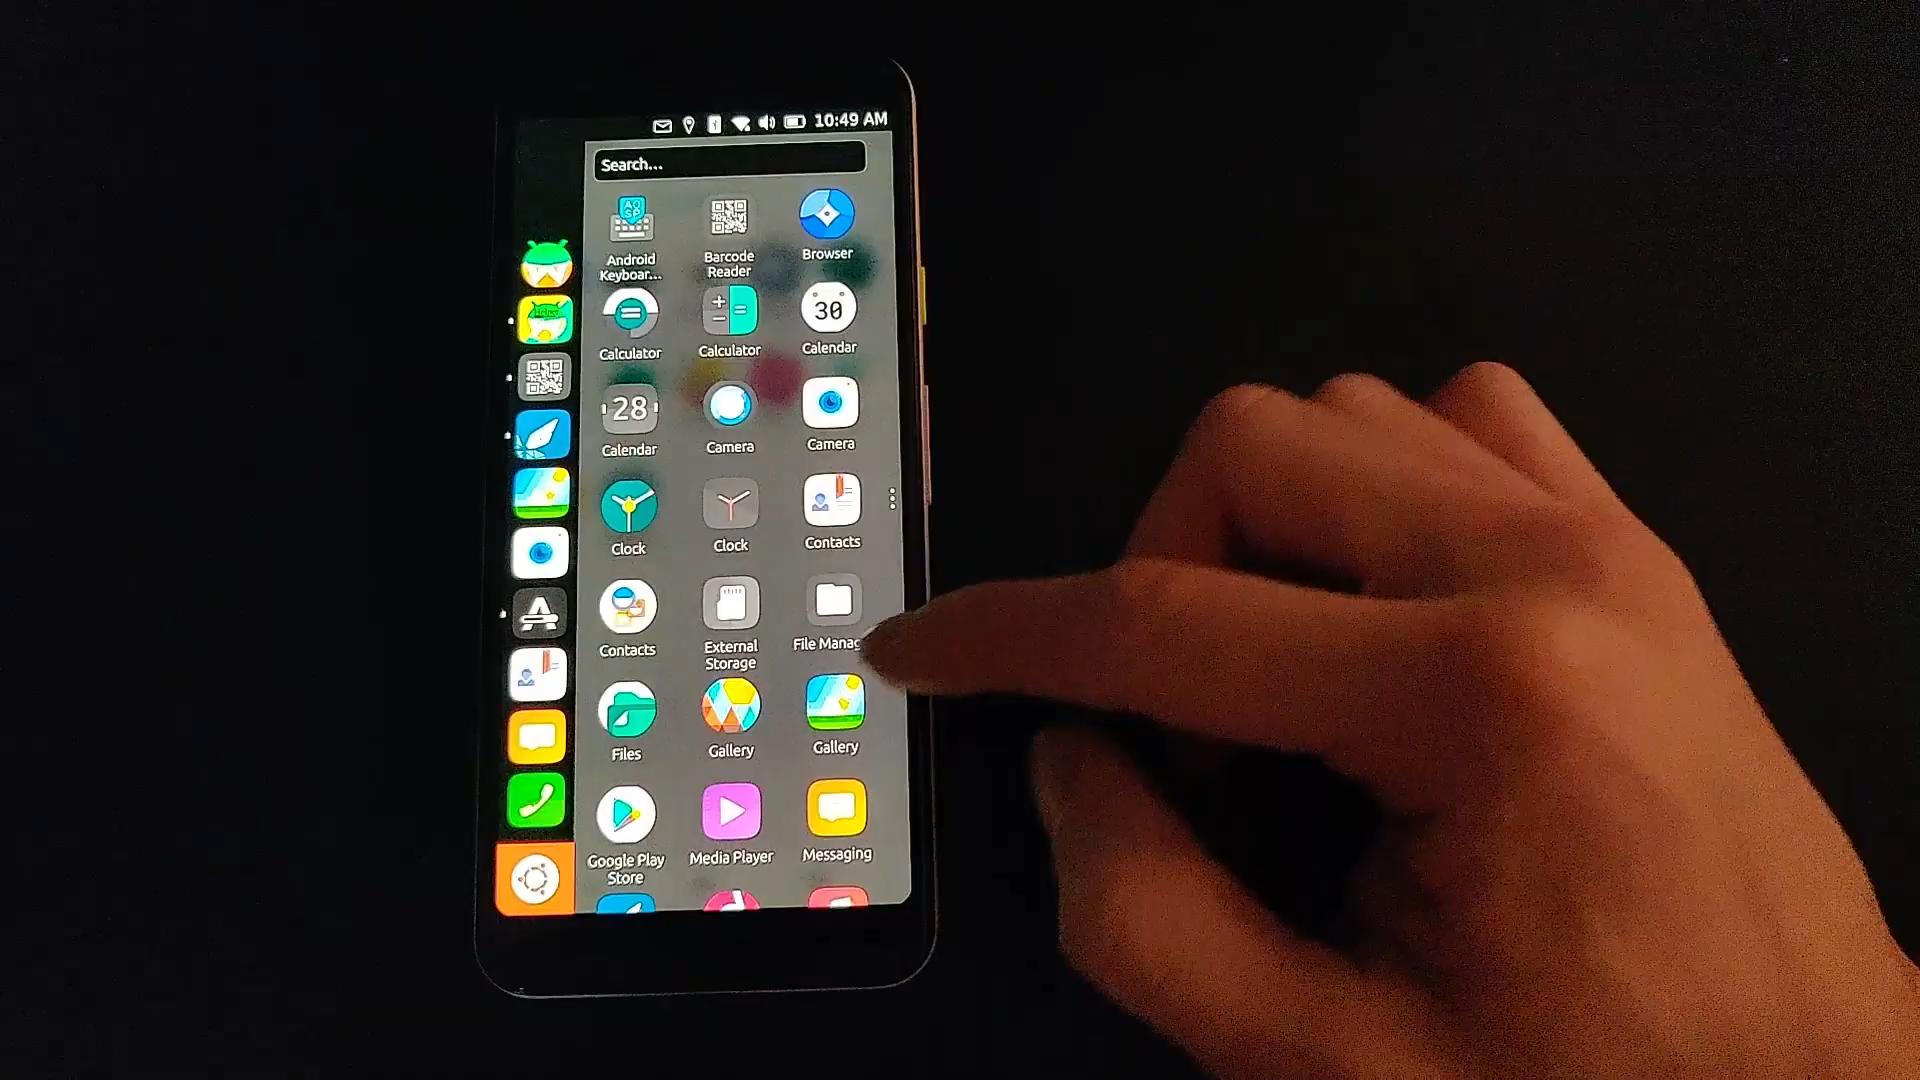 10:49 AM
Search...
Android
Keyboar...
Barcode
Reader
Browser
Calculator
Calculator
30
Calendar
28
Calendar
Camera
Camera
Clock
Clock
Contacts
Contacts
External
Storage
File Manag
Files
Gallery
Gallery
Google Play
Store
Media Player
Messaging